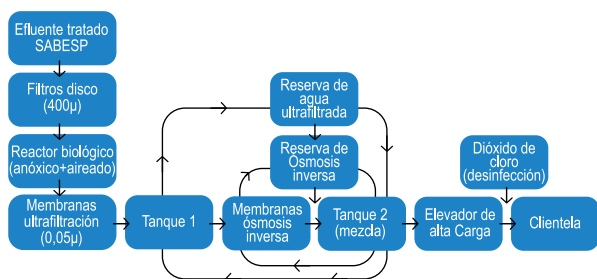 Efluente tratado
SABESP
Filtros disco
(400µ)
Reactor biológico
(anóxico+aireado)
Membranas
ultrafiltración
(0,05µ)
Tanque 1
Reserva de
agua
ultrafiltrada
Reserva de
Ósmosis
inversa
Membranas
ósmosis
inversa
Tanque 2
(mezcla)
Elevador de
alta Carga
Dióxido de
cloro
(desinfección)
Clientela